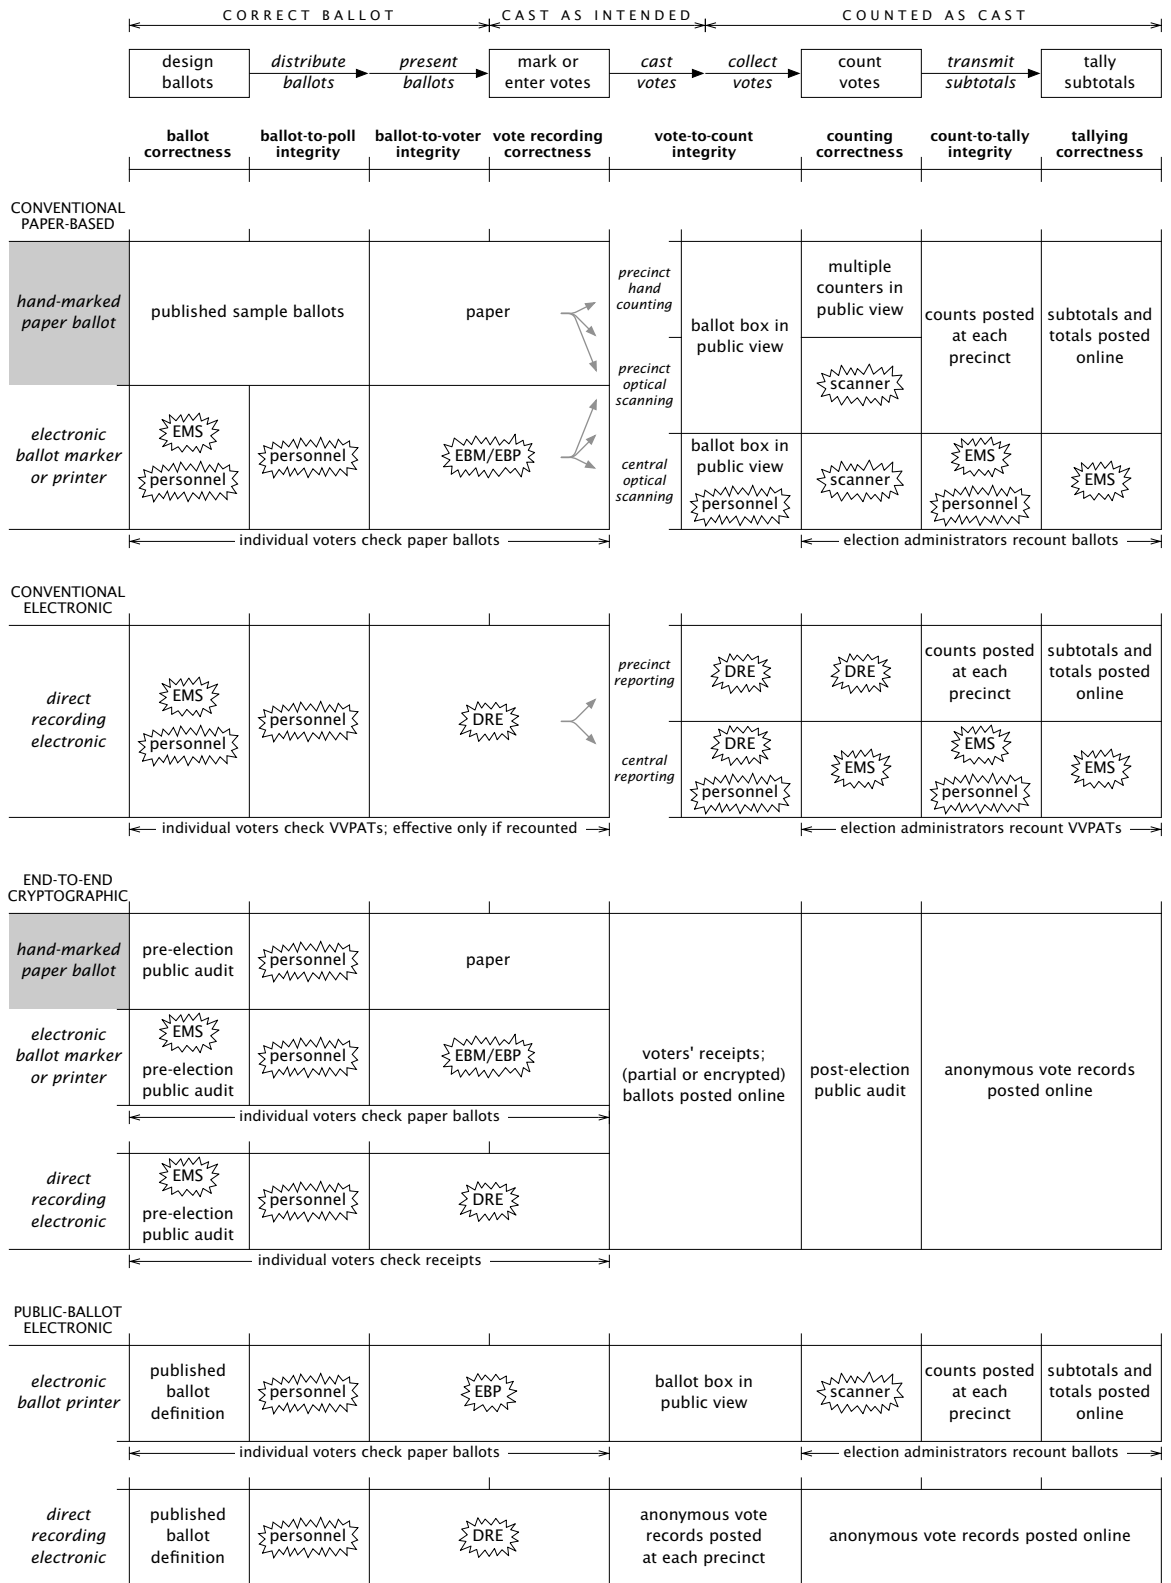 CORRECT BALLOT CAST AS INTENDED COUNTED AS CAST
design ballots
distribute ballots
present ballots
mark or enter votes
cast votes
collect votes
count votes
transmit subtotals
tally subtotals
ballot correctness
ballot-to-poll integrity
ballot-to-voter integrity
vote recording correctness
vote-to-count integrity
counting correctness
count-to-tally integrity
tallying correctness
CONVENTIONAL
PAPER-BASED
hand-marked
paper ballot
published sample ballots
paper
precinct
hand
counting
precinct
optical
scanning
ballot box in
public view
multiple
counters in
public view
scanner
counts posted
at each
precinct
subtotals and
totals posted
online
electronic
ballot marker
or printer
EMS
personnel
personnel
EBM/EBP
central
optical
scanning
ballot box in
public view
personnel
scanner
EMS
personnel
EMS
individual voters check paper ballots
election administrators recount ballots
CONVENTIONAL
ELECTRONIC
direct
recording
electronic
EMS
personnel
personnel
DRE
precinct
reporting
DRE
DRE
counts posted
at each
precinct
subtotals and
totals posted
online
central
reporting
DRE
personnel
EMS
EMS
personnel
EMS
individual voters check VVPATs; effective only if recounted
election administrators recount VVPATs
END-TO-END
CRYPTOGRAPHIC
hand-marked
paper ballot
pre-election
public audit
personnel
paper
electronic
ballot marker
or printer
EMS
pre-election
public audit
personnel
EBM/EBP
voters' receipts;
(partial or encrypted)
ballots posted online
post-election
public audit
anonymous vote records
posted online
individual voters check paper ballots
direct
recording
electronic
EMS
pre-election
public audit
personnel
DRE
individual voters check receipts
PUBLIC-BALLOT
ELECTRONIC
electronic
ballot printer
published
ballot
definition
personnel
EBP
ballot box in
public view
scanner
counts posted
at each
precinct
subtotals and
totals posted
online
individual voters check paper ballots
election administrators recount ballots
direct
recording
electronic
published
ballot
definition
personnel
DRE
anonymous vote
records posted
at each precinct
anonymous vote records posted online